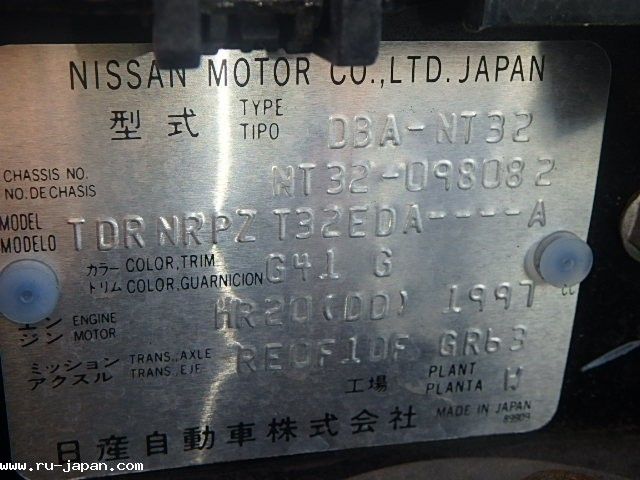 NISSAN MOTOR CO.,LTD. JAPAN
型式 TYPE TIPO DBA-NT32
CHASSIS NO. NO. DE CHASIS NT32-098082
MODEL MODELO TDRNRPZ T32EDA----A
カラー COLOR,TRIM トリム COLOR,GUARNICION G41 G
エンジン ENGINE MOTOR HR20(DD) 1997 CC
ミッション アクスル TRANS.,AXLE TRANS.,EJE RE0F10F GR63
工場 PLANT PLANTA W
日産自動車株式会社 MADE IN JAPAN
89909
www.ru-japan.com